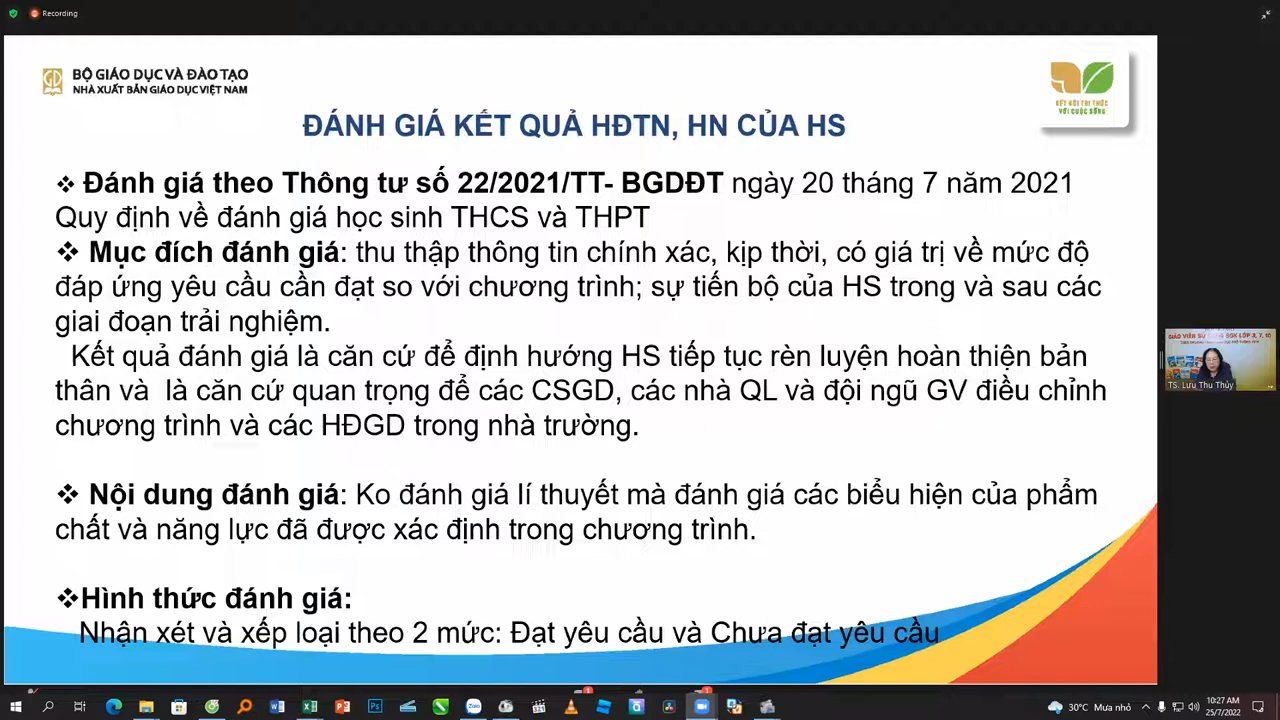 Recording
BỘ GIÁO DỤC VÀ ĐÀO TẠO
NHÀ XUẤT BẢN GIÁO DỤC VIỆT NAM
KẾT NỐI TRI THỨC
VỚI CUỘC SỐNG
ĐÁNH GIÁ KẾT QUẢ HĐTN, HN CỦA HS
❖ Đánh giá theo Thông tư số 22/2021/TT- BGDĐT ngày 20 tháng 7 năm 2021
Quy định về đánh giá học sinh THCS và THPT
❖ Mục đích đánh giá: thu thập thông tin chính xác, kịp thời, có giá trị về mức độ
đáp ứng yêu cầu cần đạt so với chương trình; sự tiến bộ của HS trong và sau các
giai đoạn trải nghiệm.
Kết quả đánh giá là căn cứ để định hướng HS tiếp tục rèn luyện hoàn thiện bản
thân và là căn cứ quan trọng để các CSGD, các nhà QL và đội ngũ GV điều chỉnh
chương trình và các HĐGD trong nhà trường.
❖ Nội dung đánh giá: Ko đánh giá lí thuyết mà đánh giá các biểu hiện của phẩm
chất và năng lực đã được xác định trong chương trình.
❖Hình thức đánh giá:
Nhận xét và xếp loại theo 2 mức: Đạt yêu cầu và Chưa đạt yêu cầu
TS. Lưu Thu Thủy
30°C Mưa nhỏ
10:27 AM
25/7/2022